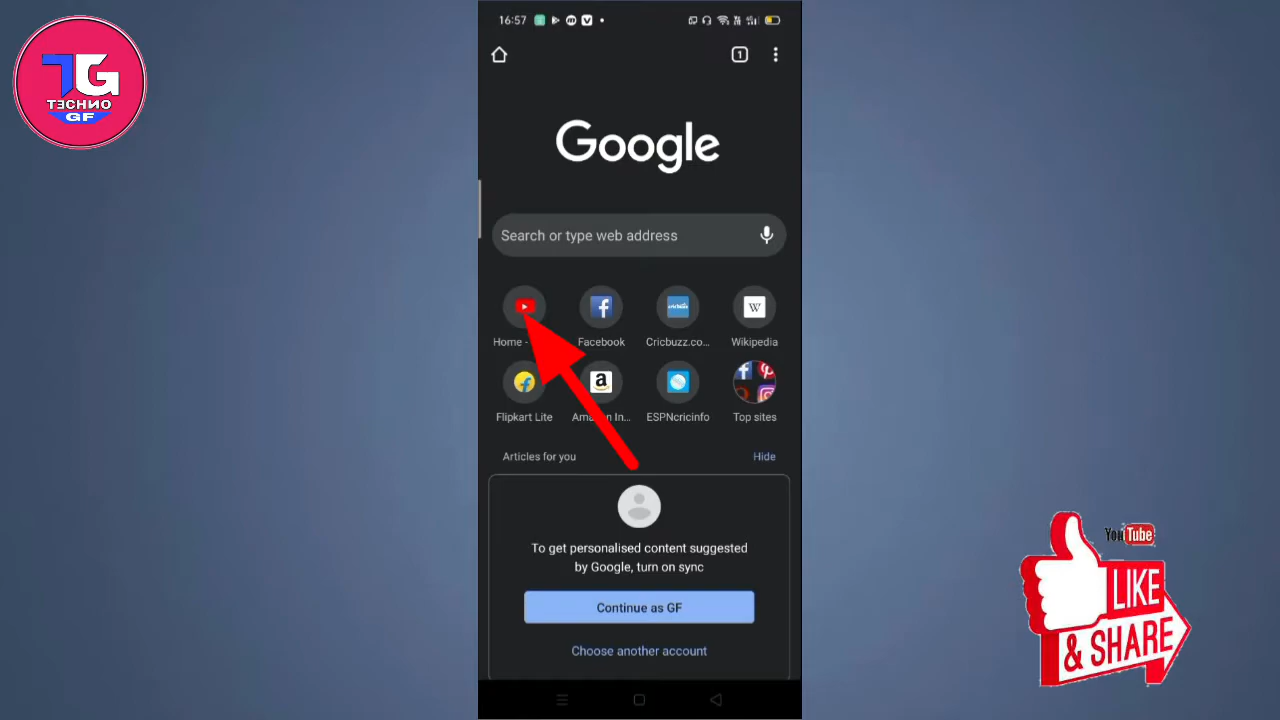 TG
TECHNO
GF
16:57
1
Google
Search or type web address
Home -
Facebook
Cricbuzz.co...
W
Wikipedia
Flipkart Lite
Am
n In...
ESPNcricinfo
Top sites
Articles for you
Hide
To get personalised content suggested
by Google, turn on sync
Continue as GF
Choose another account
YouTube
LIKE
& SHARE